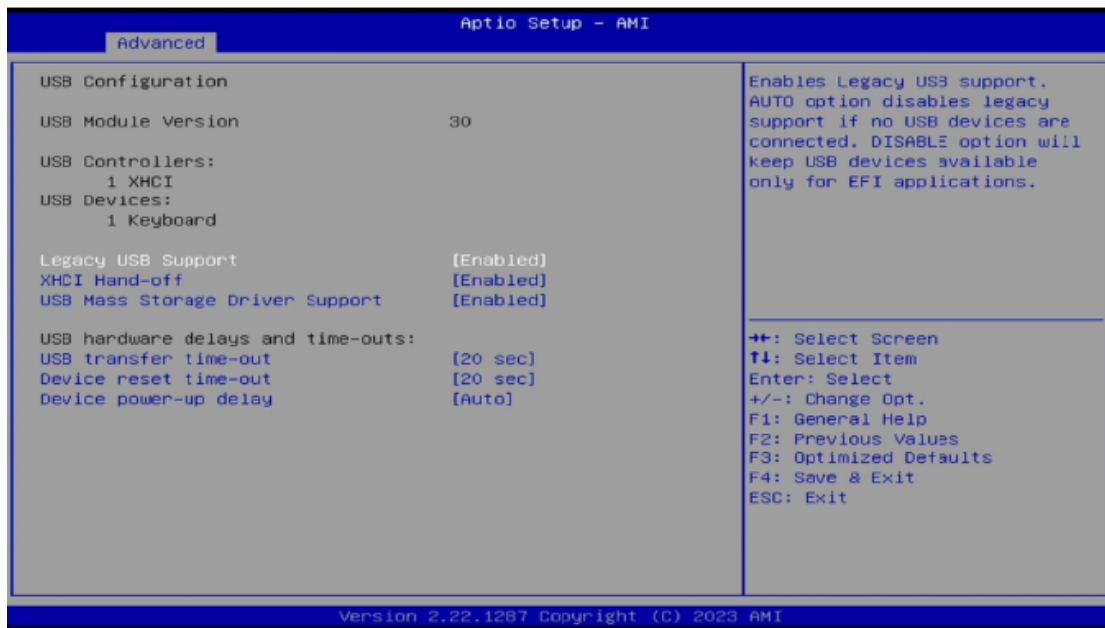 Aptio Setup - AMI
Advanced
USB Configuration
USB Module Version 30
USB Controllers:
1 XHCI
USB Devices:
1 Keyboard
Legacy USB Support [Enabled]
XHCI Hand-off [Enabled]
USB Mass Storage Driver Support [Enabled]
USB hardware delays and time-outs:
USB transfer time-out [20 sec]
Device reset time-out [20 sec]
Device power-up delay [Auto]
Enables Legacy USB support.
AUTO option disables legacy
support if no USB devices are
connected. DISABLE option will
keep USB devices available
only for EFI applications.
→←: Select Screen
↑↓: Select Item
Enter: Select
+/-: Change Opt.
F1: General Help
F2: Previous Values
F3: Optimized Defaults
F4: Save & Exit
ESC: Exit
Version 2.22.1287 Copyright (C) 2023 AMI